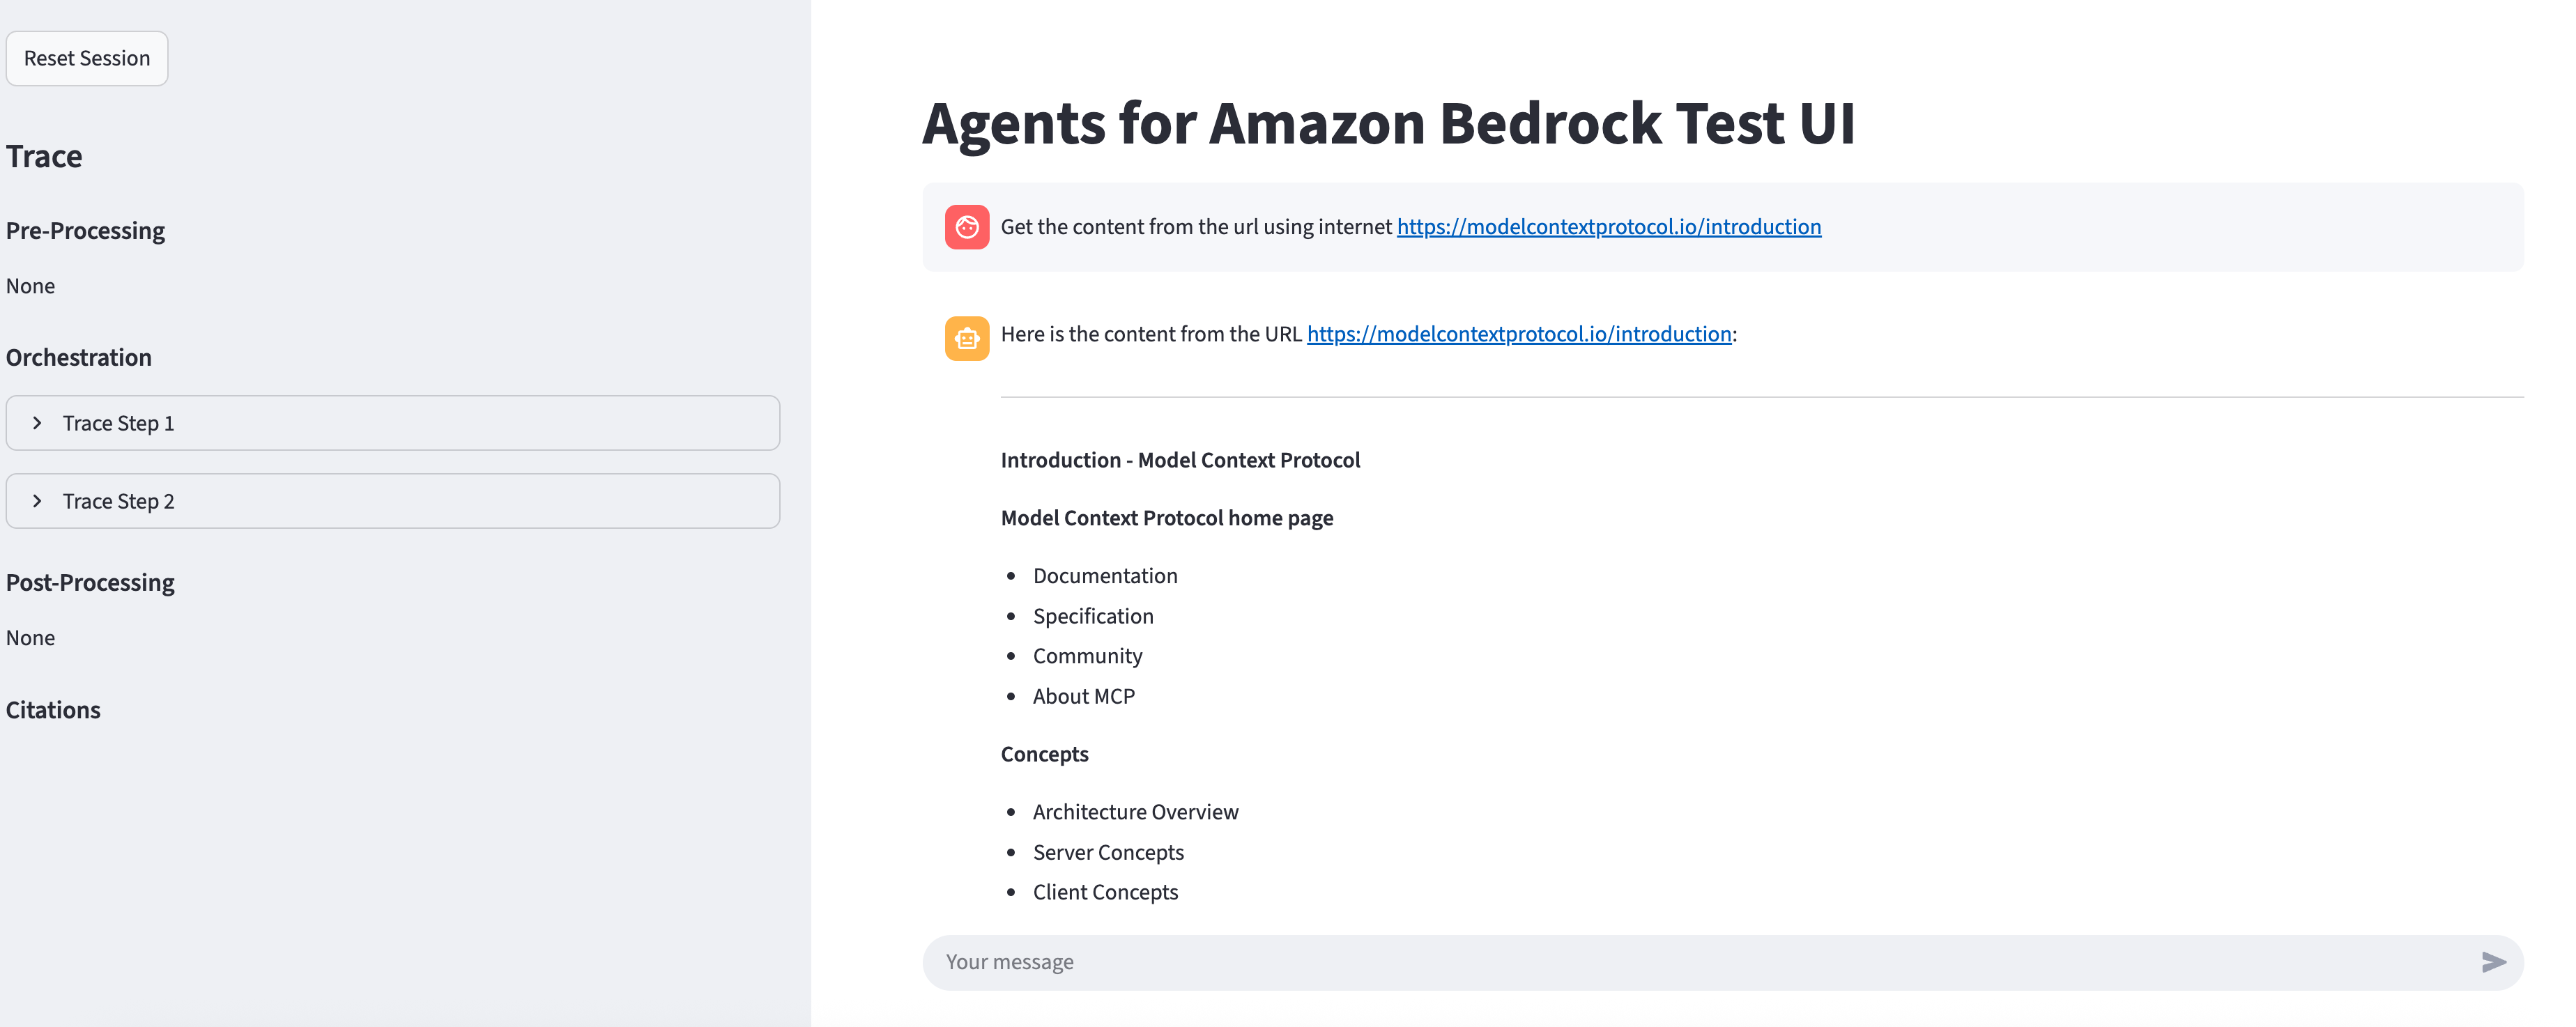 Reset Session
Trace
Pre-Processing
None
Orchestration
Trace Step 1
Trace Step 2
Post-Processing
None
Citations
Agents for Amazon Bedrock Test UI
Get the content from the url using internet https://modelcontextprotocol.io/introduction
Here is the content from the URL https://modelcontextprotocol.io/introduction:
Introduction - Model Context Protocol
Model Context Protocol home page
• Documentation
• Specification
• Community
• About MCP
Concepts
• Architecture Overview
• Server Concepts
• Client Concepts
Your message